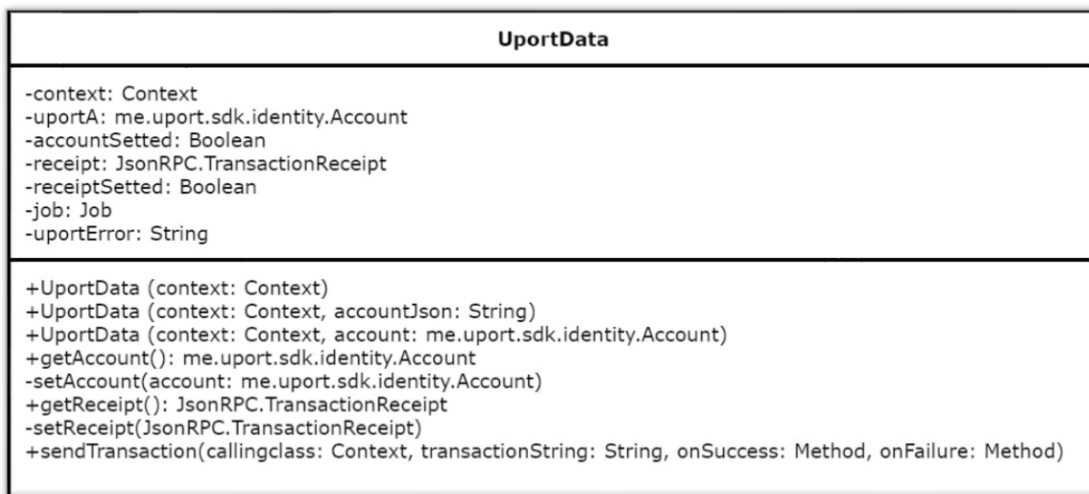 UportData
-context: Context
-uportA: me.uport.sdk.identity.Account
-accountSetted: Boolean
-receipt: JsonRPC.TransactionReceipt
-receiptSetted: Boolean
-job: Job
-uportError: String
+UportData (context: Context)
+UportData (context: Context, accountJson: String)
+UportData (context: Context, account: me.uport.sdk.identity.Account)
+getAccount(): me.uport.sdk.identity.Account
-setAccount(account: me.uport.sdk.identity.Account)
+getReceipt(): JsonRPC.TransactionReceipt
-setReceipt(JsonRPC.TransactionReceipt)
+sendTransaction(callingclass: Context, transactionString: String, onSuccess: Method, onFailure: Method)